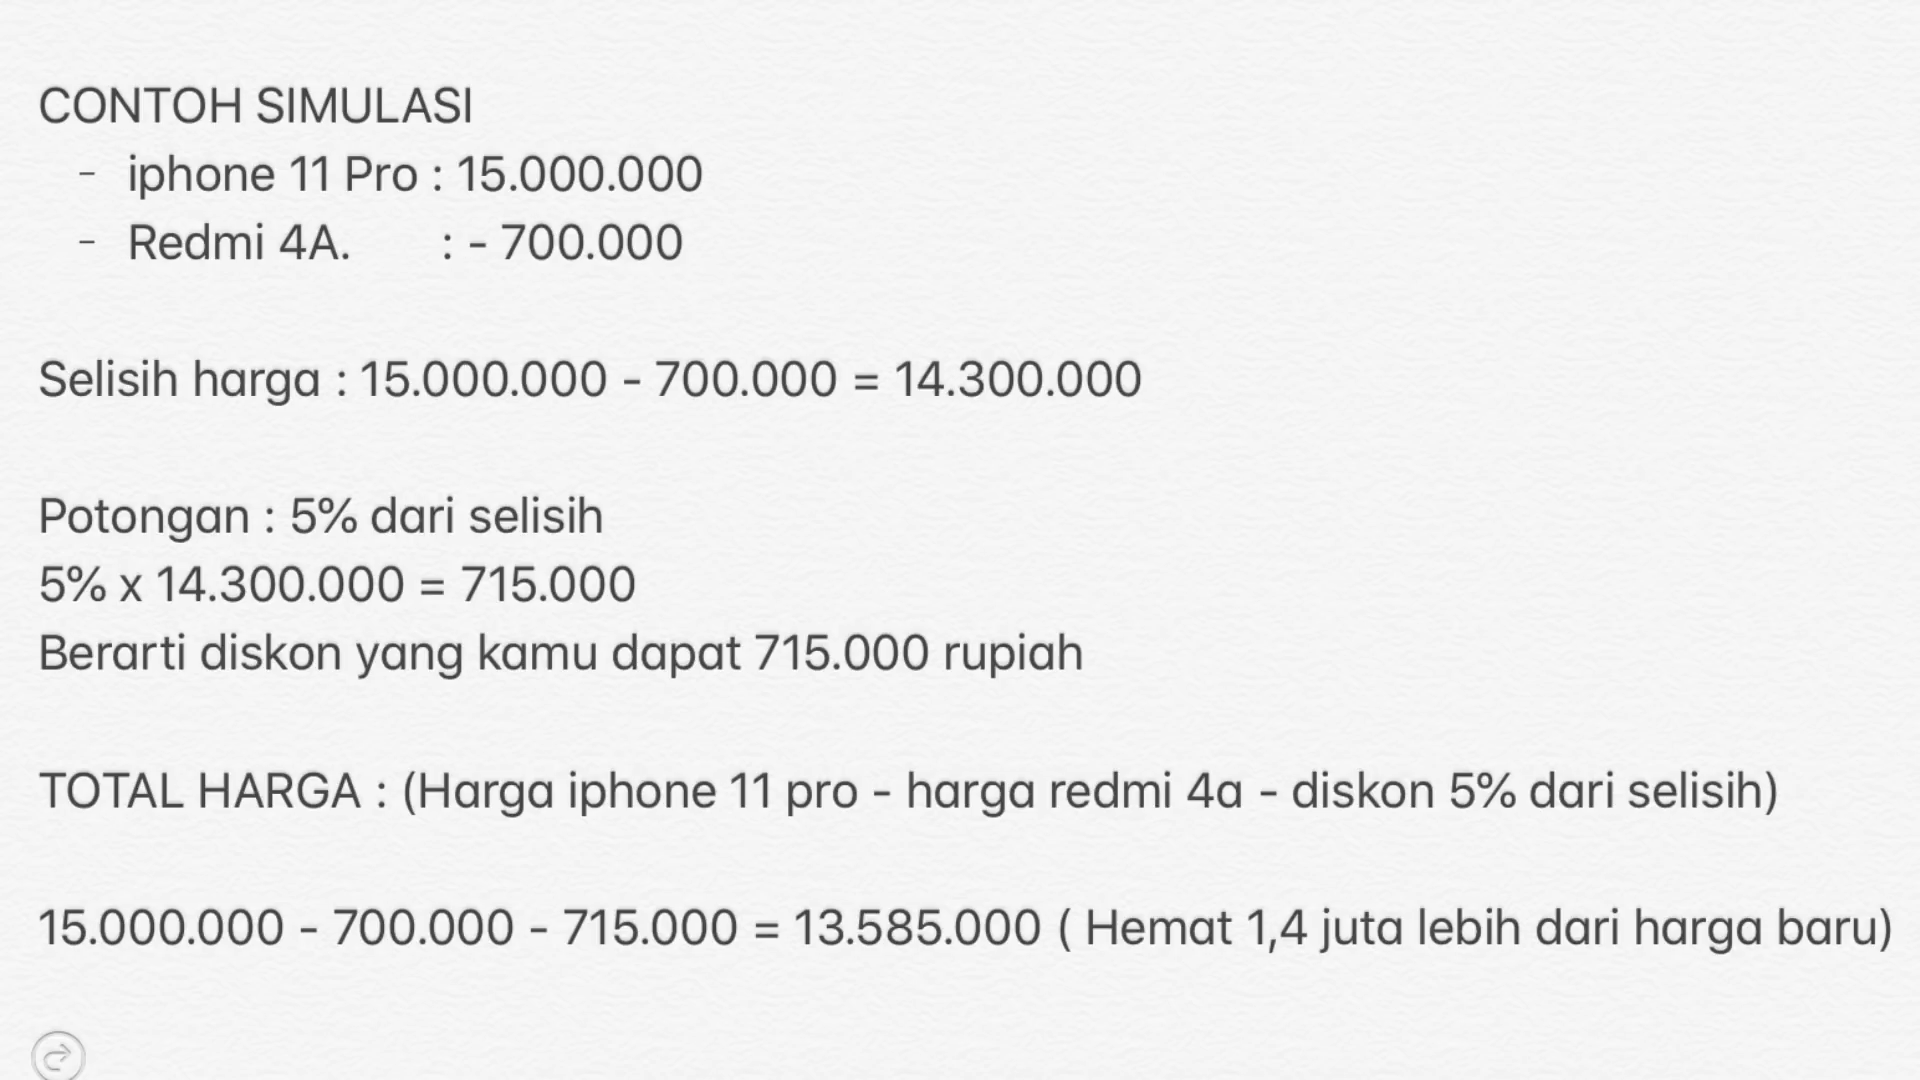 CONTOH SIMULASI
- iphone 11 Pro : 15.000.000
- Redmi 4A. : - 700.000
Selisih harga : 15.000.000 - 700.000 = 14.300.000
Potongan : 5% dari selisih
5% x 14.300.000 = 715.000
Berarti diskon yang kamu dapat 715.000 rupiah
TOTAL HARGA : (Harga iphone 11 pro - harga redmi 4a - diskon 5% dari selisih)
15.000.000 - 700.000 - 715.000 = 13.585.000 ( Hemat 1,4 juta lebih dari harga baru)